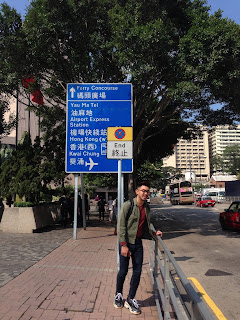 Ferry Concourse
碼頭廣場
Yau Ma Tei
油麻地
Airport Express
Station
機場快綫站
Hong Kong (W
香港(西)
Kwai Chung
葵涌
End
終止